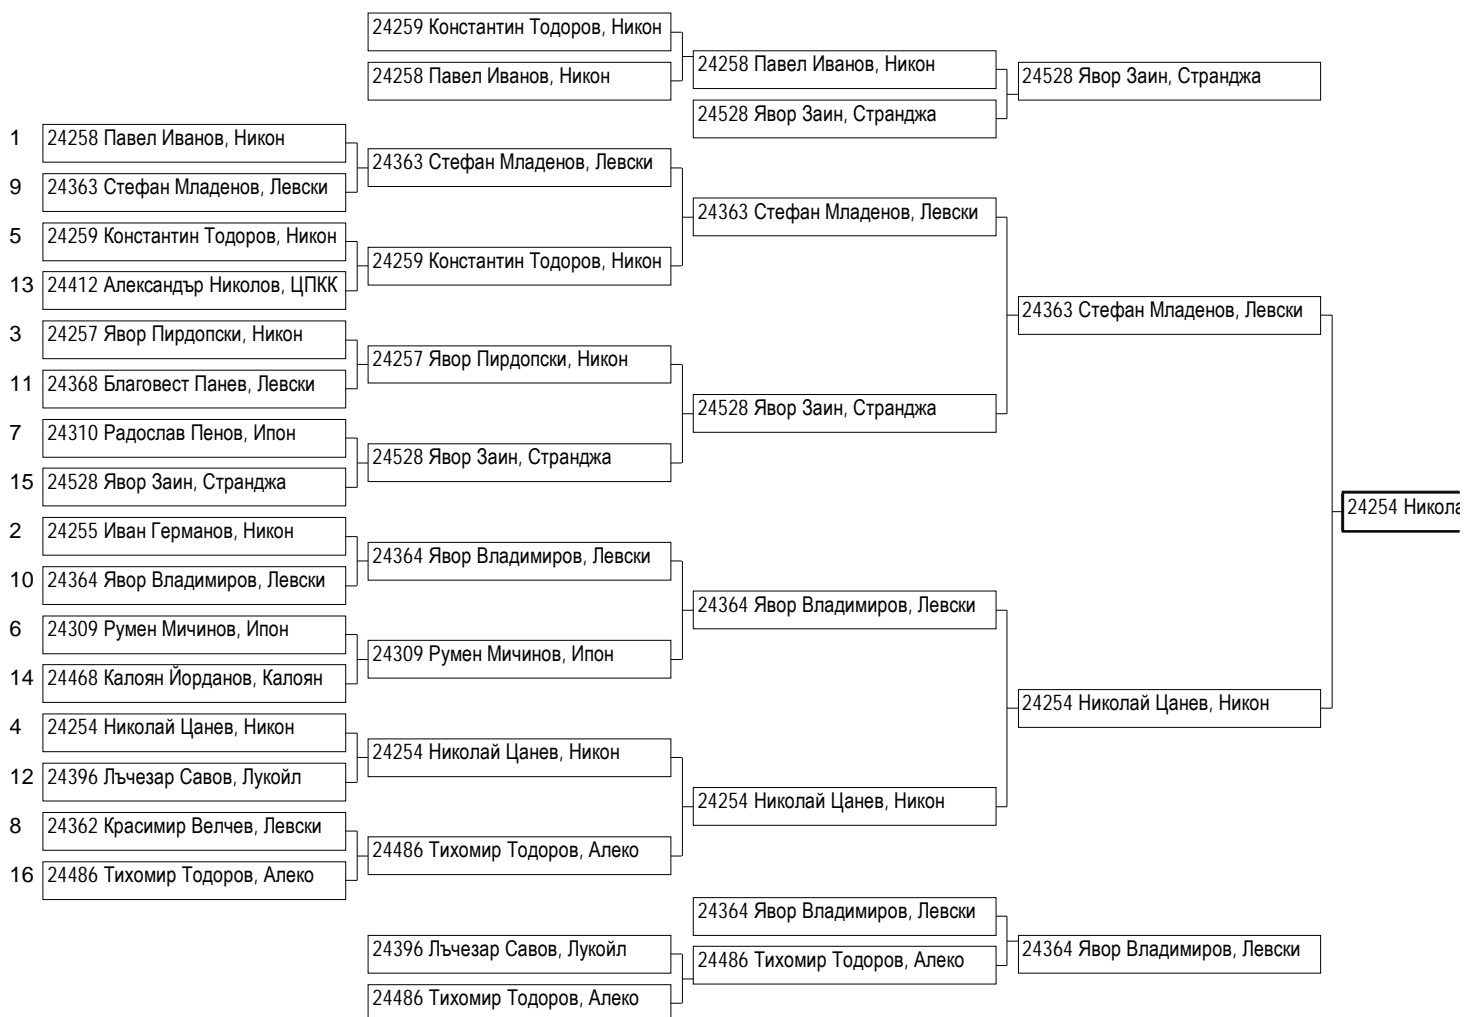 24259 Константин Тодоров, Никон
24258 Павел Иванов, Никон
24258 Павел Иванов, Никон
24528 Явор Заин, Странджа
24528 Явор Заин, Странджа
1 24258 Павел Иванов, Никон
9 24363 Стефан Младенов, Левски
5 24259 Константин Тодоров, Никон
13 24412 Александър Николов, ЦПКК
3 24257 Явор Пирдопски, Никон
11 24368 Благовест Панев, Левски
7 24310 Радослав Пенов, Ипон
15 24528 Явор Заин, Странджа
2 24255 Иван Германов, Никон
10 24364 Явор Владимиров, Левски
6 24309 Румен Мичинов, Ипон
14 24468 Калоян Йорданов, Калоян
4 24254 Николай Цанев, Никон
12 24396 Лъчезар Савов, Лукойл
8 24362 Красимир Велчев, Левски
16 24486 Тихомир Тодоров, Алеко
24363 Стефан Младенов, Левски
24259 Константин Тодоров, Никон
24257 Явор Пирдопски, Никон
24528 Явор Заин, Странджа
24364 Явор Владимиров, Левски
24309 Румен Мичинов, Ипон
24254 Николай Цанев, Никон
24486 Тихомир Тодоров, Алеко
24363 Стефан Младенов, Левски
24528 Явор Заин, Странджа
24364 Явор Владимиров, Левски
24254 Николай Цанев, Никон
24363 Стефан Младенов, Левски
24254 Николай Цанев, Никон
24254 Никола
24396 Лъчезар Савов, Лукойл
24486 Тихомир Тодоров, Алеко
24364 Явор Владимиров, Левски
24486 Тихомир Тодоров, Алеко
24364 Явор Владимиров, Левски